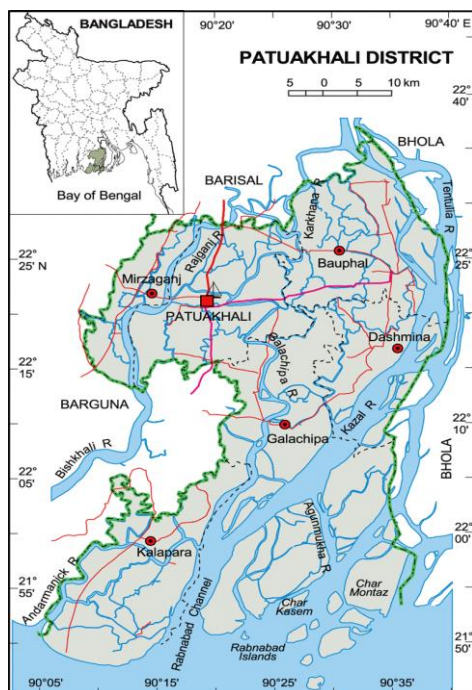 BANGLADESH
Bay of Bengal
90°20'
90°30'
90°40' E
PATUAKHALI DISTRICT
5 0 5 10 km
22° 40'
BHOLA
BARISAL
Tentulia R
Karkhana R
Rajganj R
22° 25' N
22° 25'
Bauphal
Mirzaganj
PATUAKHALI
Dashmina
22° 15'
Galachipa R
BARGUNA
Kazal R
22° 10'
Galachipa
Bishkhali R
BHOLA
22° 05'
22° 00'
Agunmukha R
Kalapara
Andarmanick R
21° 55'
Rabnabad Channel
Char Montaz
Char Kasem
Rabnabad Islands
21° 50'
90°05'
90°15'
90°25'
90°35'